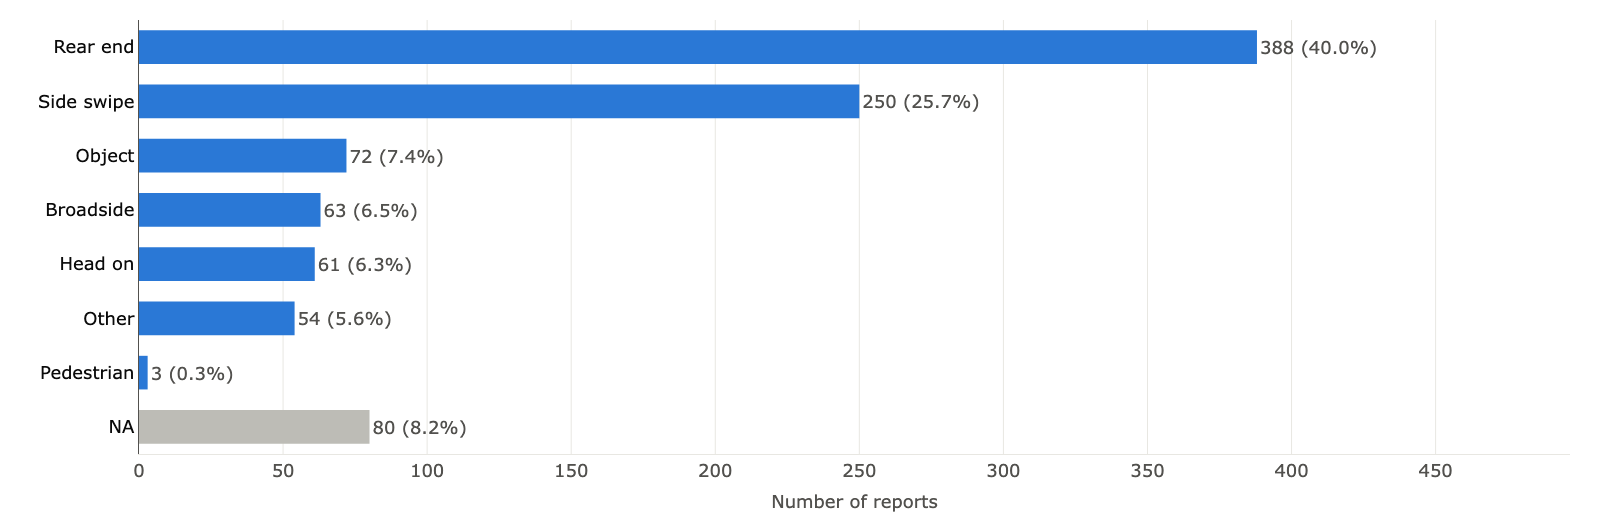 Rear end 388 (40.0%)
Side swipe 250 (25.7%)
Object 72 (7.4%)
Broadside 63 (6.5%)
Head on 61 (6.3%)
Other 54 (5.6%)
Pedestrian 3 (0.3%)
NA 80 (8.2%)
0 50 100 150 200 250 300 350 400 450
Number of reports